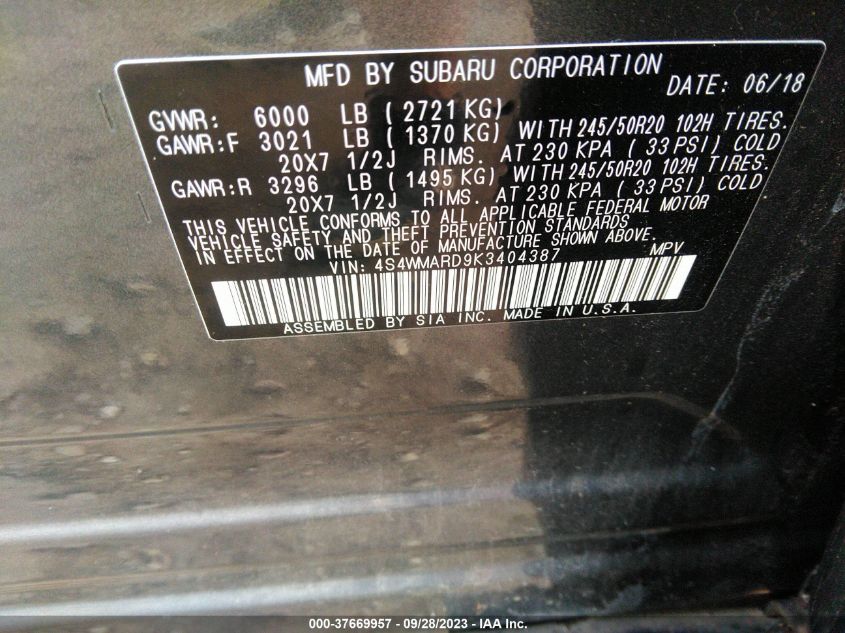 MFD BY SUBARU CORPORATION DATE: 06/18
GVWR: 6000 LB ( 2721 KG)
GAWR:F 3021 LB ( 1370 KG) WITH 245/50R20 102H TIRES.
20X7 1/2J RIMS. AT 230 KPA ( 33 PSI) COLD
GAWR:R 3296 LB ( 1495 KG) WITH 245/50R20 102H TIRES.
20X7 1/2J RIMS. AT 230 KPA ( 33 PSI) COLD
THIS VEHICLE CONFORMS TO ALL APPLICABLE FEDERAL MOTOR
VEHICLE SAFETY AND THEFT PREVENTION STANDARDS
IN EFFECT ON THE DATE OF MANUFACTURE SHOWN ABOVE.
VIN: 4S4WMARD9K3404387 MPV
ASSEMBLED BY SIA INC. MADE IN U.S.A.
000-37669957 - 09/28/2023 - IAA Inc.